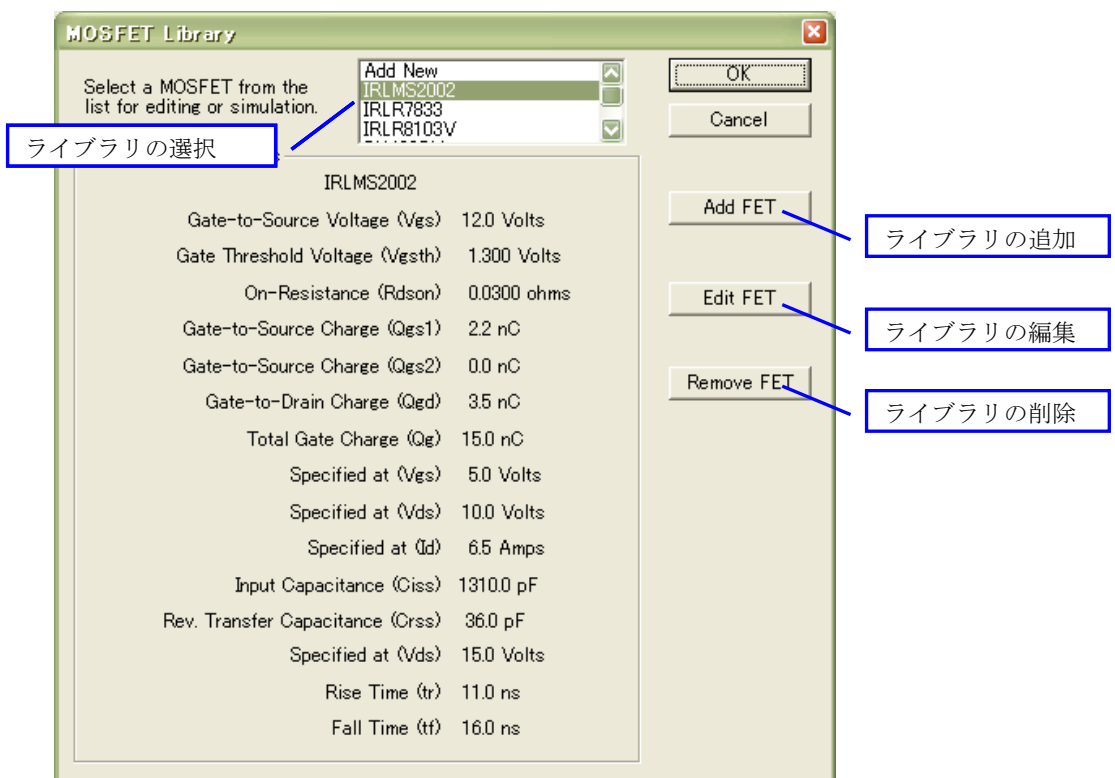 MOSFET Library
Select a MOSFET from the
list for editing or simulation.
Add New
IRLMS2002
IRLR7833
IRLR8103V
OK
Cancel
ライブラリの選択
IRLMS2002
Gate-to-Source Voltage (Vgs) 12.0 Volts
Gate Threshold Voltage (Vgsth) 1.300 Volts
On-Resistance (Rdson) 0.0300 ohms
Gate-to-Source Charge (Qgs1) 2.2 nC
Gate-to-Source Charge (Qgs2) 0.0 nC
Gate-to-Drain Charge (Qgd) 3.5 nC
Total Gate Charge (Qg) 15.0 nC
Specified at (Vgs) 5.0 Volts
Specified at (Vds) 10.0 Volts
Specified at (Id) 6.5 Amps
Input Capacitance (Ciss) 1310.0 pF
Rev. Transfer Capacitance (Crss) 36.0 pF
Specified at (Vds) 15.0 Volts
Rise Time (tr) 11.0 ns
Fall Time (tf) 16.0 ns
Add FET
ライブラリの追加
Edit FET
ライブラリの編集
Remove FET
ライブラリの削除